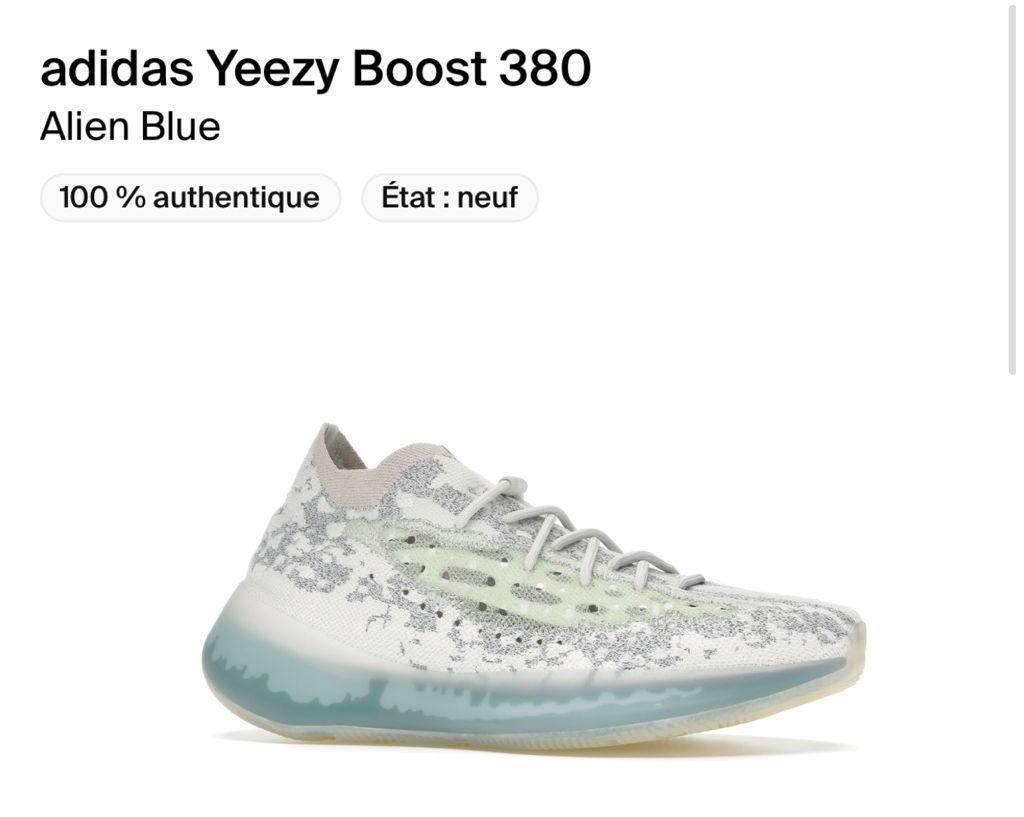 adidas Yeezy Boost 380
Alien Blue
100 % authentique
État : neuf